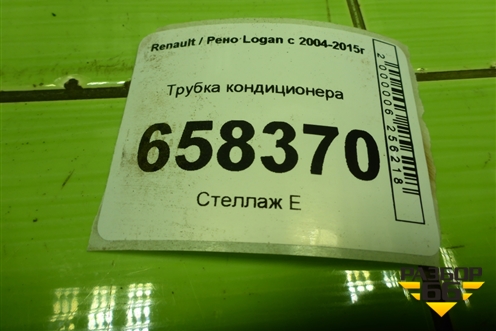 Renault / Рено Logan с 2004-2015г
Трубка кондиционера
658370
Стеллаж Е
2000006256218
РАЗБОР